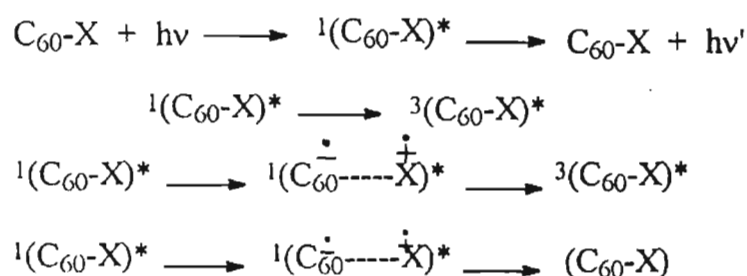 C₆₀-X + hν ⟶ ¹(C₆₀-X)* ⟶ C₆₀-X + hν'
¹(C₆₀-X)* ⟶ ³(C₆₀-X)*
¹(C₆₀-X)* ⟶ ¹(C₆₀•̅-----X•⁺)* ⟶ ³(C₆₀-X)*
¹(C₆₀-X)* ⟶ ¹(C₆₀•̅-----X•⁺)* ⟶ (C₆₀-X)